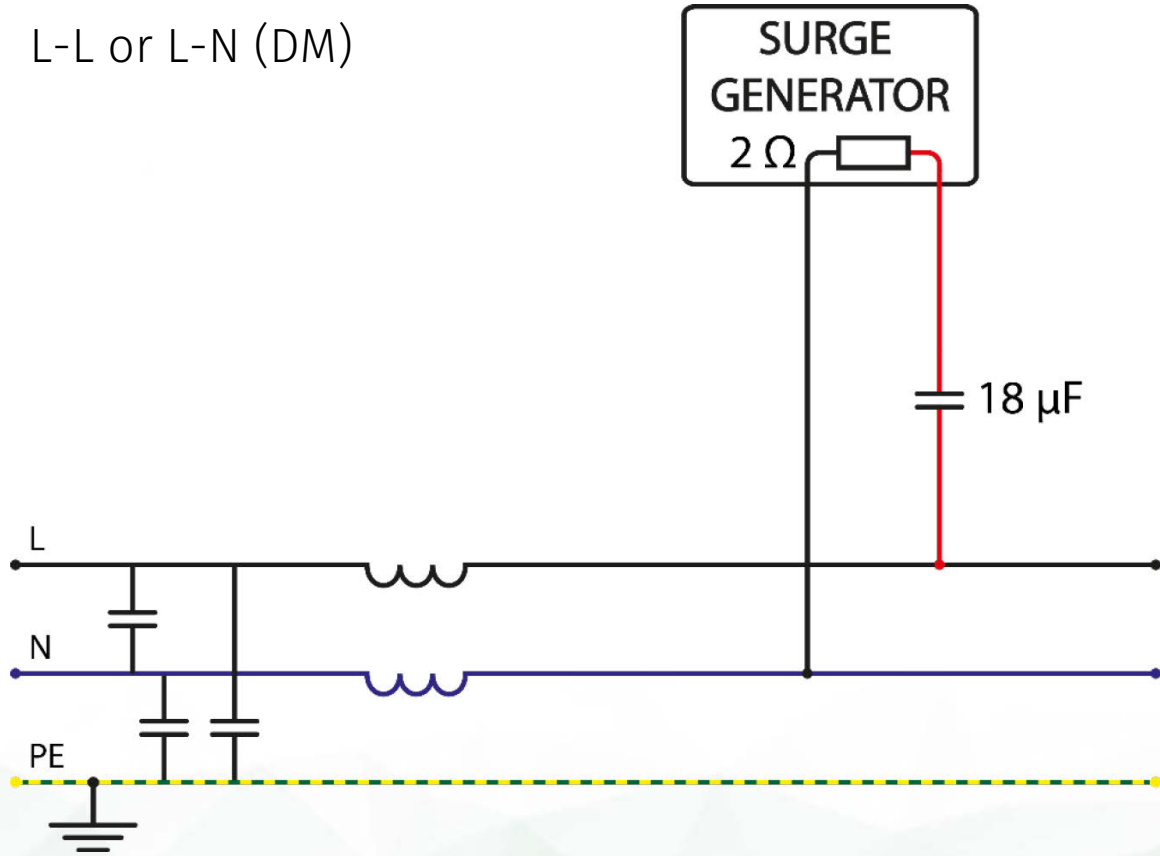 L-L or L-N (DM)
SURGE
GENERATOR
2 Ω
18 µF
L
N
PE